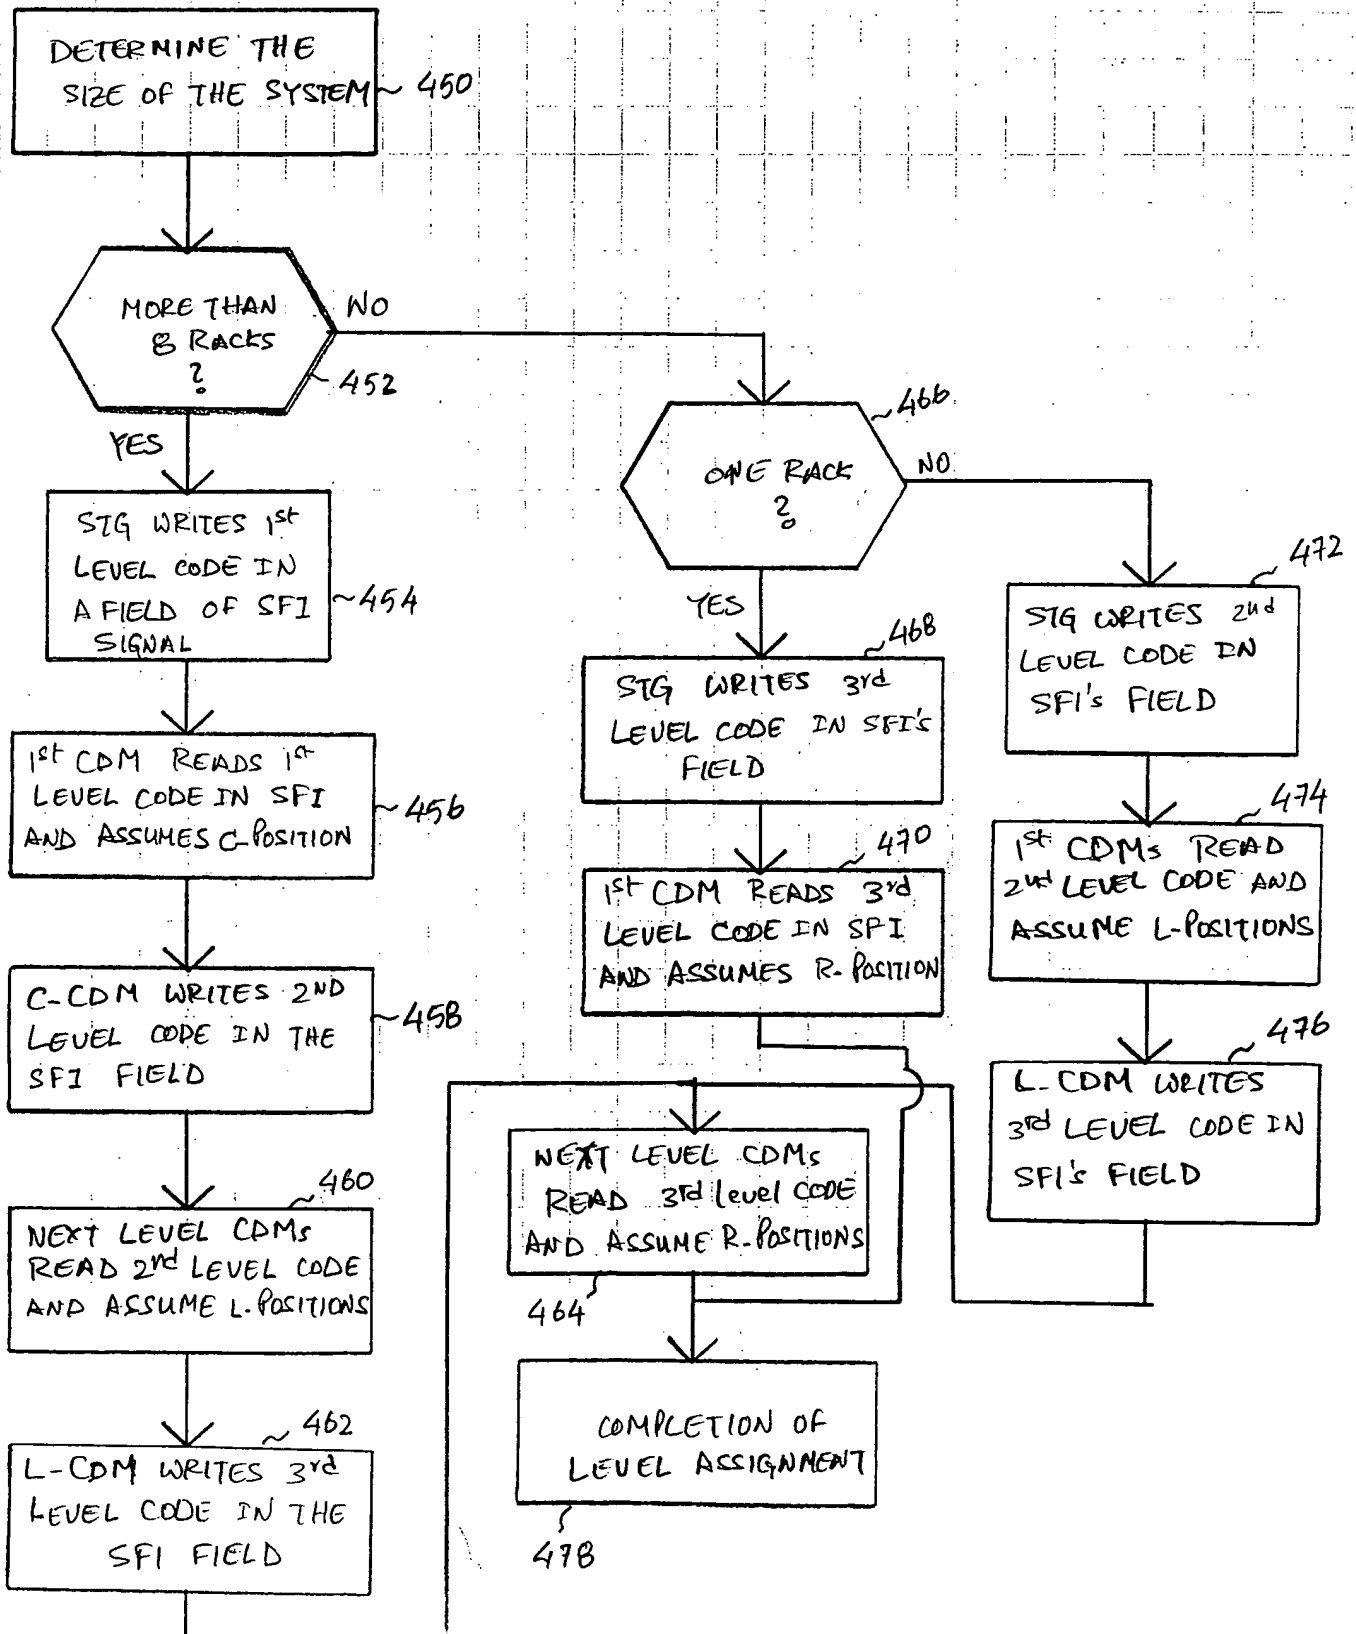 DETERMINE THE
SIZE OF THE SYSTEM
450
MORE THAN
8 RACKS
?
452
NO
YES
STG WRITES 1st
LEVEL CODE IN
A FIELD OF SFI
SIGNAL
454
1st CDM READS 1st
LEVEL CODE IN SFI
AND ASSUMES C-POSITION
456
C-CDM WRITES 2ND
LEVEL CODE IN THE
SFI FIELD
458
460
NEXT LEVEL CDMs
READ 2nd LEVEL CODE
AND ASSUME L-POSITIONS
462
L-CDM WRITES 3rd
LEVEL CODE IN THE
SFI FIELD
466
ONE RACK
?
NO
YES
468
STG WRITES 3rd
LEVEL CODE IN SFI's
FIELD
470
1st CDM READS 3rd
LEVEL CODE IN SFI
AND ASSUMES R-POSITION
472
STG WRITES 2nd
LEVEL CODE IN
SFI's FIELD
474
1st CDMs READ
2nd LEVEL CODE AND
ASSUME L-POSITIONS
476
L-CDM WRITES
3rd LEVEL CODE IN
SFI's FIELD
NEXT LEVEL CDMs
READ 3rd level CODE
AND ASSUME R-POSITIONS
464
COMPLETION OF
LEVEL ASSIGNMENT
478